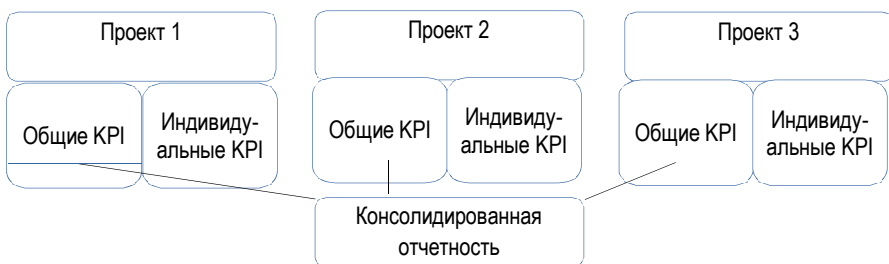 Проект 1
Проект 2
Проект 3
Общие KPI
Индивиду-
альные KPI
Общие KPI
Индивиду-
альные KPI
Общие KPI
Индивиду-
альные KPI
Консолидированная
отчетность